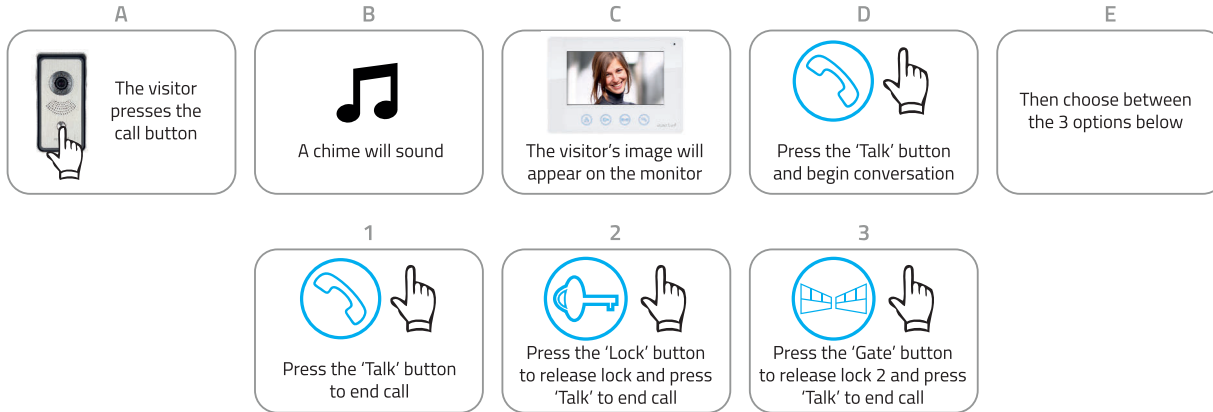 A
B
C
D
E
The visitor
presses the
call button
A chime will sound
The visitor’s image will
appear on the monitor
Press the ‘Talk’ button
and begin conversation
Then choose between
the 3 options below
1
2
3
Press the ‘Talk’ button
to end call
Press the ‘Lock’ button
to release lock and press
‘Talk’ to end call
Press the ‘Gate’ button
to release lock 2 and press
‘Talk’ to end call